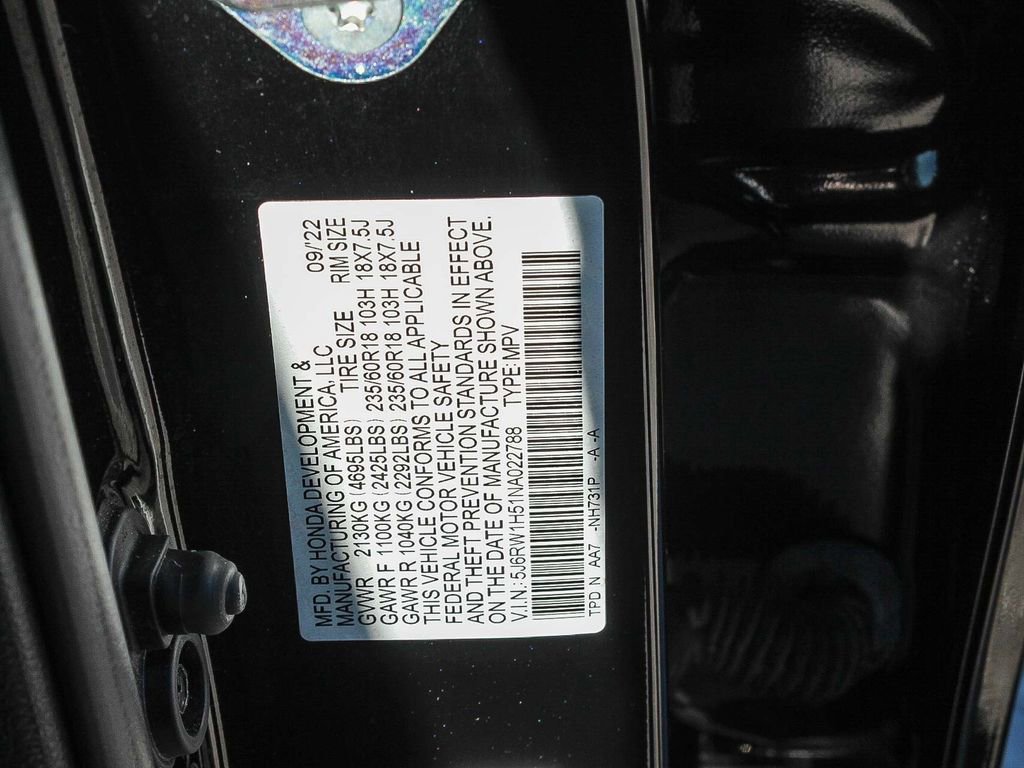 MFD. BY HONDA DEVELOPMENT & 09/'22
MANUFACTURING OF AMERICA, LLC
TIRE SIZE RIM SIZE
GVWR 2130KG (4695LBS)
GAWR F 1100KG (2425LBS) 235/60R18 103H 18X7.5J
GAWR R 1040KG (2292LBS) 235/60R18 103H 18X7.5J
THIS VEHICLE CONFORMS TO ALL APPLICABLE
FEDERAL MOTOR VEHICLE SAFETY
AND THEFT PREVENTION STANDARDS IN EFFECT
ON THE DATE OF MANUFACTURE SHOWN ABOVE.
V.I.N.: 5J6RW1H51NA022788 TYPE: MPV
TPD N AA7 -NH731P -A -A